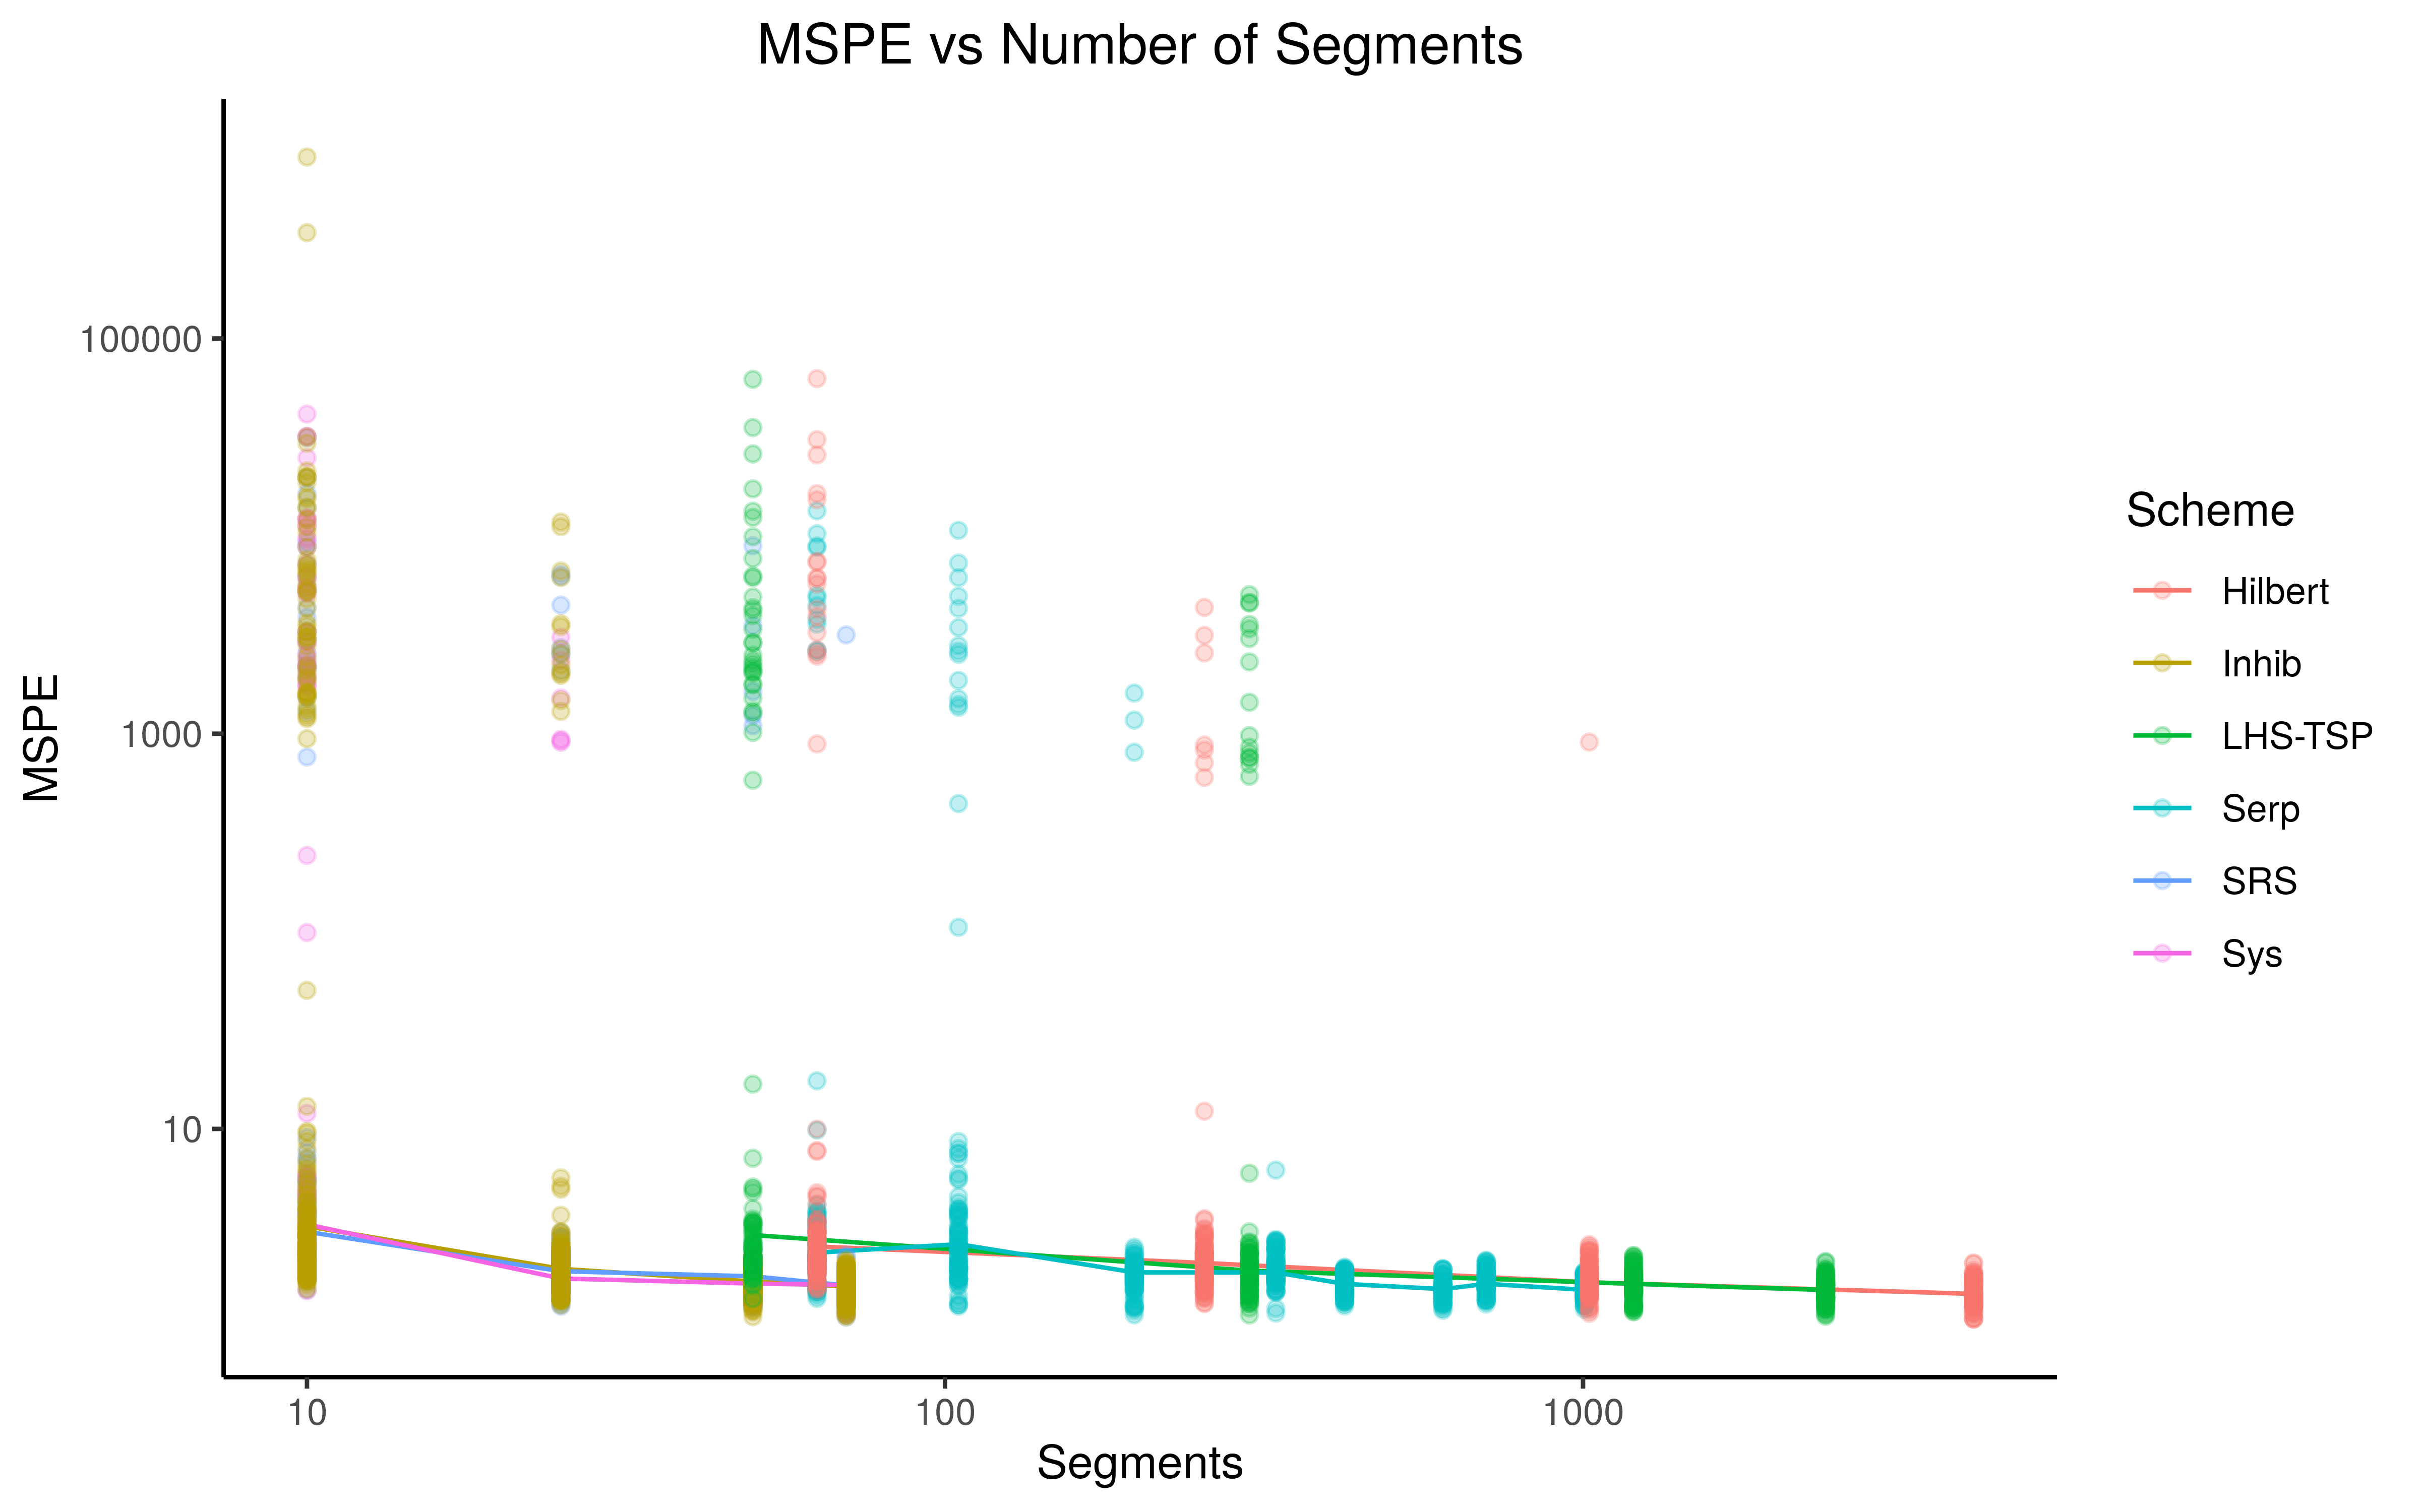 MSPE vs Number of Segments
MSPE
100000
1000
10
10
100
1000
Segments
Scheme
Hilbert
Inhib
LHS-TSP
Serp
SRS
Sys